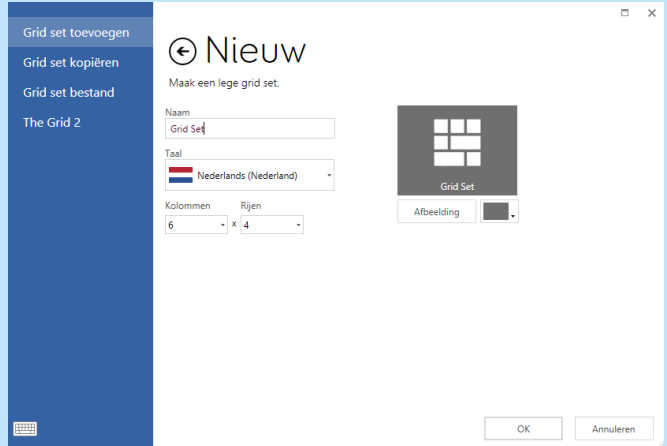 Grid set toevoegen
Grid set kopiëren
Grid set bestand
The Grid 2
Nieuw
Maak een lege grid set.
Naam
Grid Set
Taal
Nederlands (Nederland)
Kolommen Rijen
6 x 4
Grid Set
Afbeelding
OK Annuleren